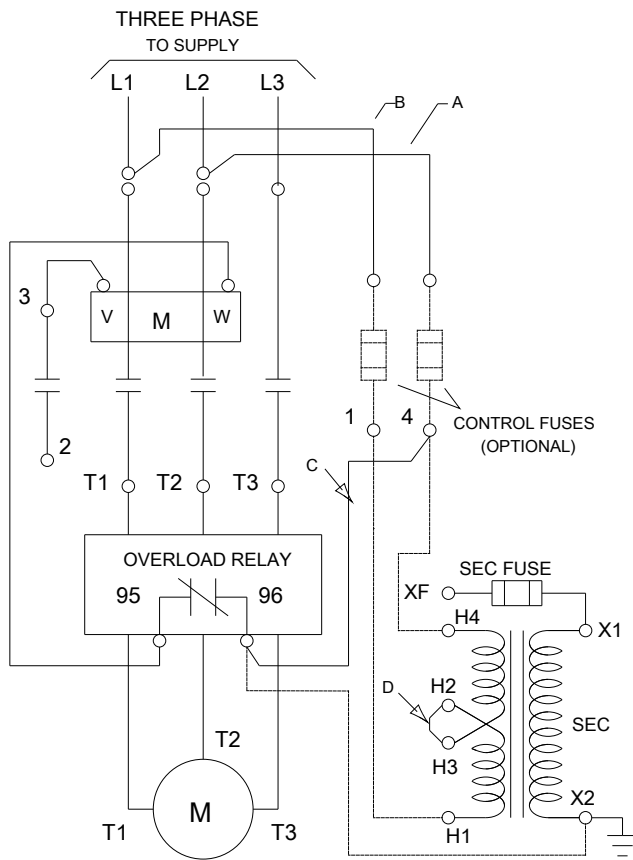 THREE PHASE
TO SUPPLY
L1 L2 L3
B A
3
V M W
2
1 4
CONTROL FUSES
(OPTIONAL)
T1 T2 T3
C
OVERLOAD RELAY
95 96
SEC FUSE
XF
H4 X1
D H2
SEC
H3
T2
X2
M
T1 T3
H1